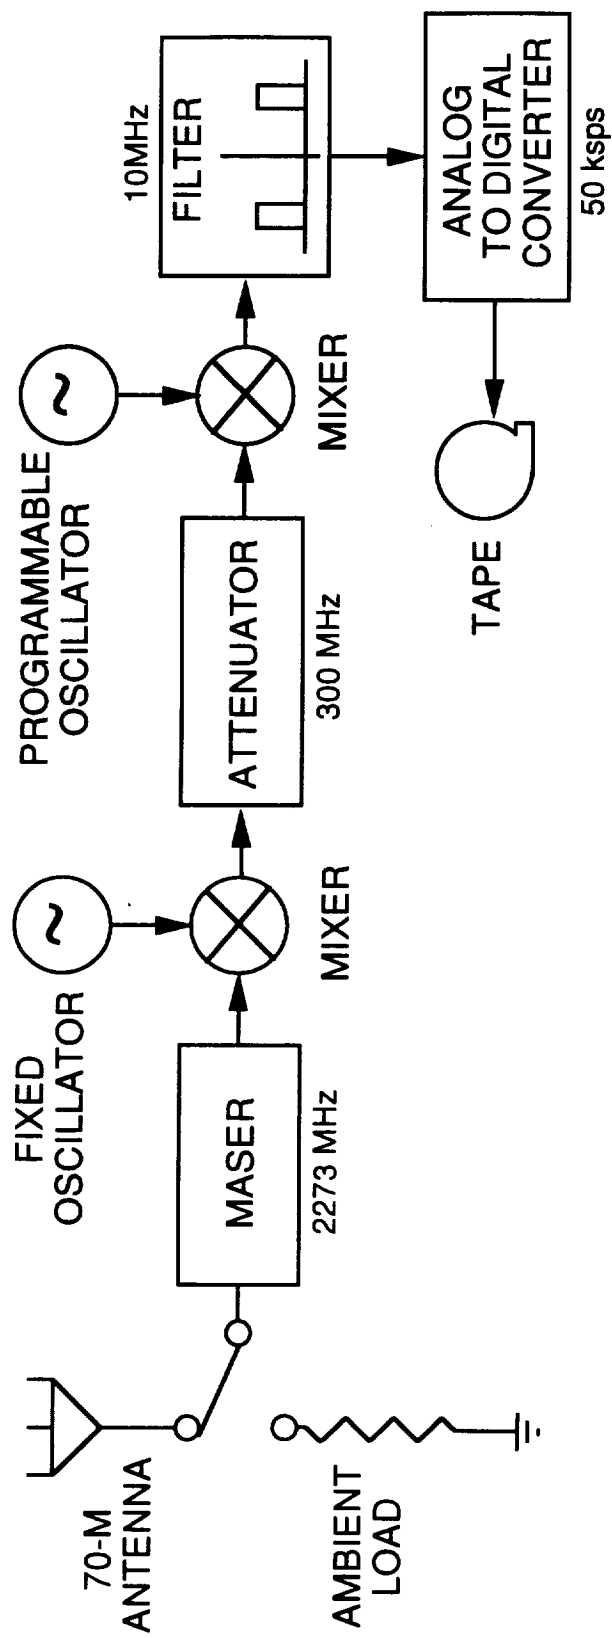 70-M
ANTENNA
AMBIENT
LOAD
FIXED
OSCILLATOR
~
MASER
2273 MHz
MIXER
ATTENUATOR
300 MHz
PROGRAMMABLE
OSCILLATOR
~
MIXER
10MHz
FILTER
ANALOG
TO DIGITAL
CONVERTER
50 ksps
TAPE